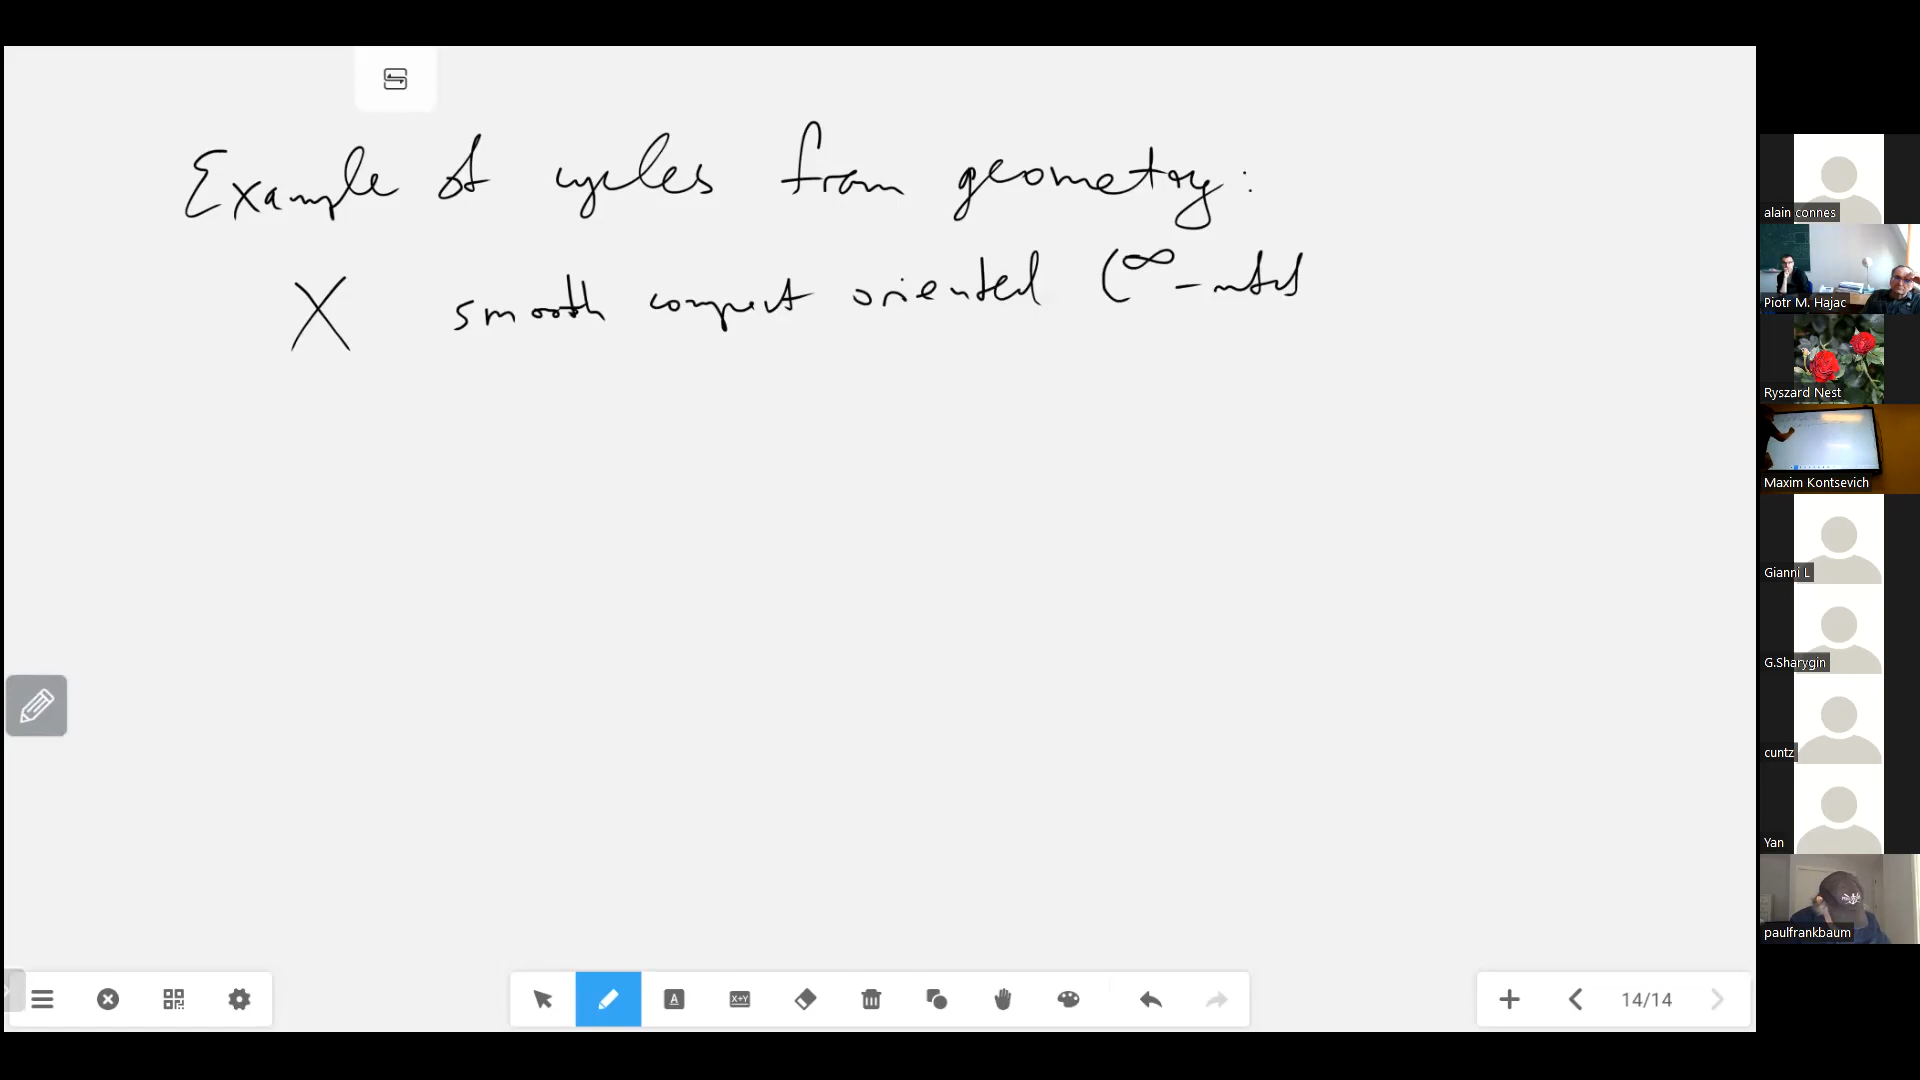 Example of cycles from geometry:
X smooth compact oriented C∞-mfd
alain connes
Piotr M. Hajac
Ryszard Nest
Maxim Kontsevich
Gianni L
G.Sharygin
cuntz
Yan
paulfrankbaum
A
X+Y
14/14